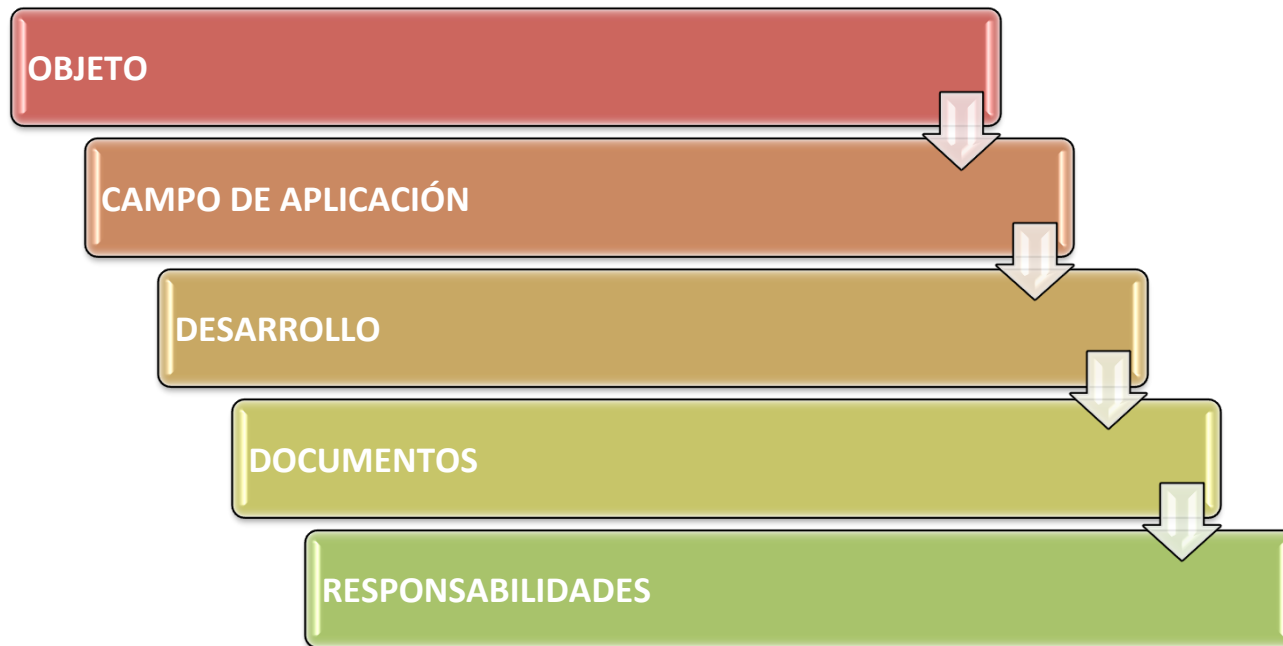 OBJETO
CAMPO DE APLICACIÓN
DESARROLLO
DOCUMENTOS
RESPONSABILIDADES